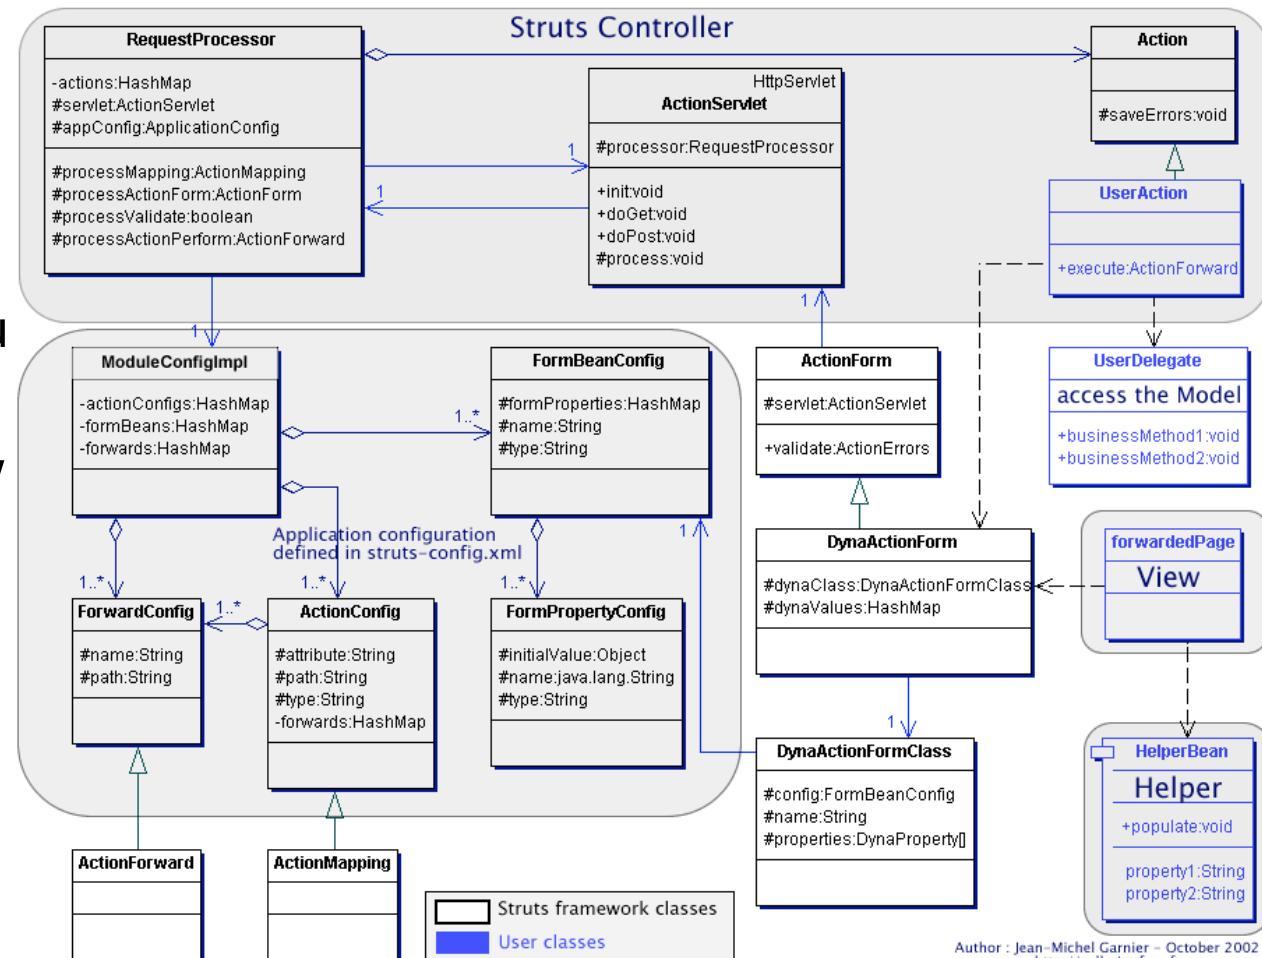 Struts Controller
RequestProcessor
-actions:HashMap
#servlet:ActionServlet
#appConfig:ApplicationConfig
#processMapping:ActionMapping
#processActionForm:ActionForm
#processValidate:boolean
#processActionPerform:ActionForward
HttpServlet
ActionServlet
#processor:RequestProcessor
+init:void
+doGet:void
+doPost:void
#process:void
Action
#saveErrors:void
UserAction
+execute:ActionForward
1
1
1
1
ModuleConfigImpl
-actionConfigs:HashMap
-formBeans:HashMap
-forwards:HashMap
1..*
FormBeanConfig
#formProperties:HashMap
#name:String
#type:String
ActionForm
#servlet:ActionServlet
+validate:ActionErrors
UserDelegate
access the Model
+businessMethod1:void
+businessMethod2:void
Application configuration
defined in struts-config.xml
1
1..*
1..*
1..*
1..*
ForwardConfig
#name:String
#path:String
ActionConfig
#attribute:String
#path:String
#type:String
-forwards:HashMap
FormPropertyConfig
#initialValue:Object
#name:java.lang.String
#type:String
DynaActionForm
#dynaClass:DynaActionFormClass
#dynaValues:HashMap
forwardedPage
View
1
DynaActionFormClass
#config:FormBeanConfig
#name:String
#properties:DynaProperty[]
HelperBean
Helper
+populate:void
property1:String
property2:String
ActionForward
ActionMapping
Struts framework classes
User classes
Author : Jean-Michel Garnier - October 2002